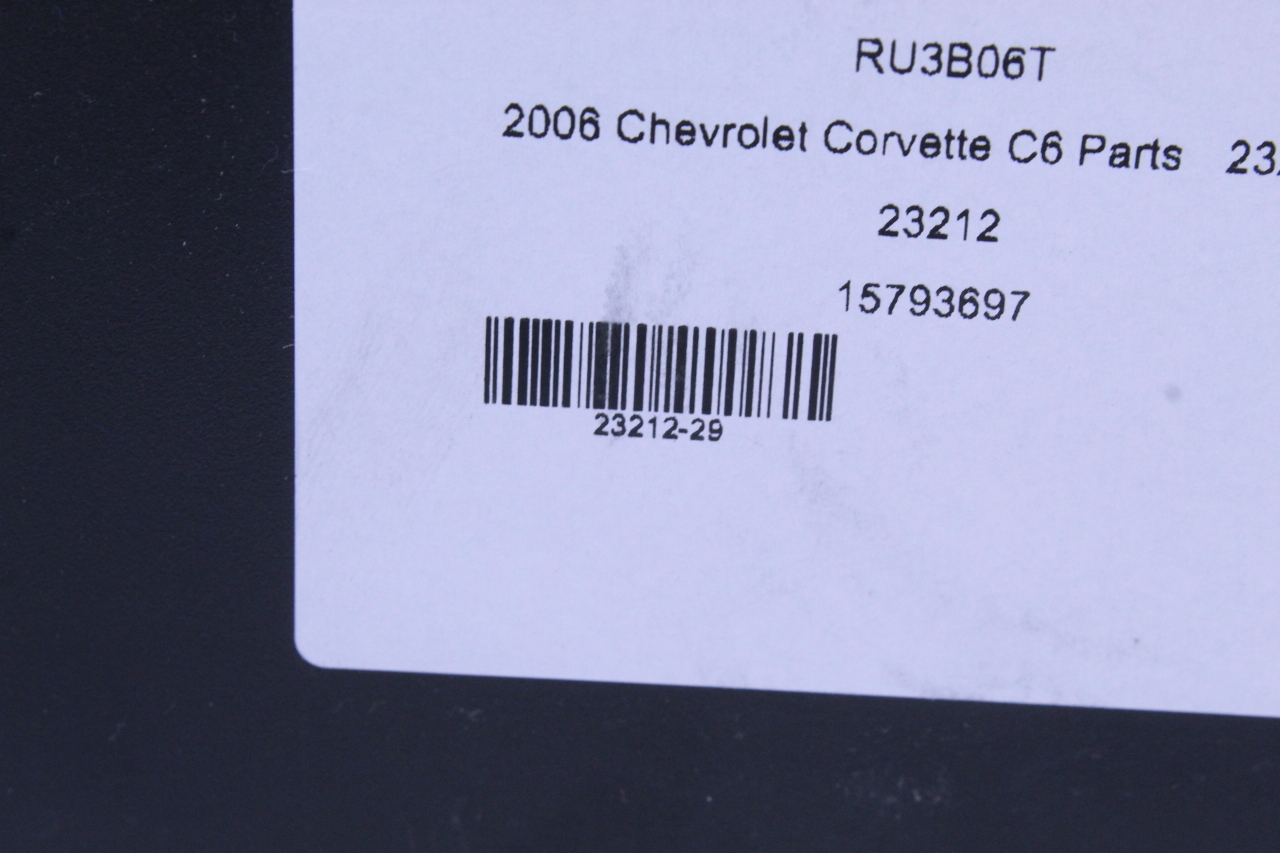 RU3B06T
2006 Chevrolet Corvette C6 Parts
23212
15793697
23212-29